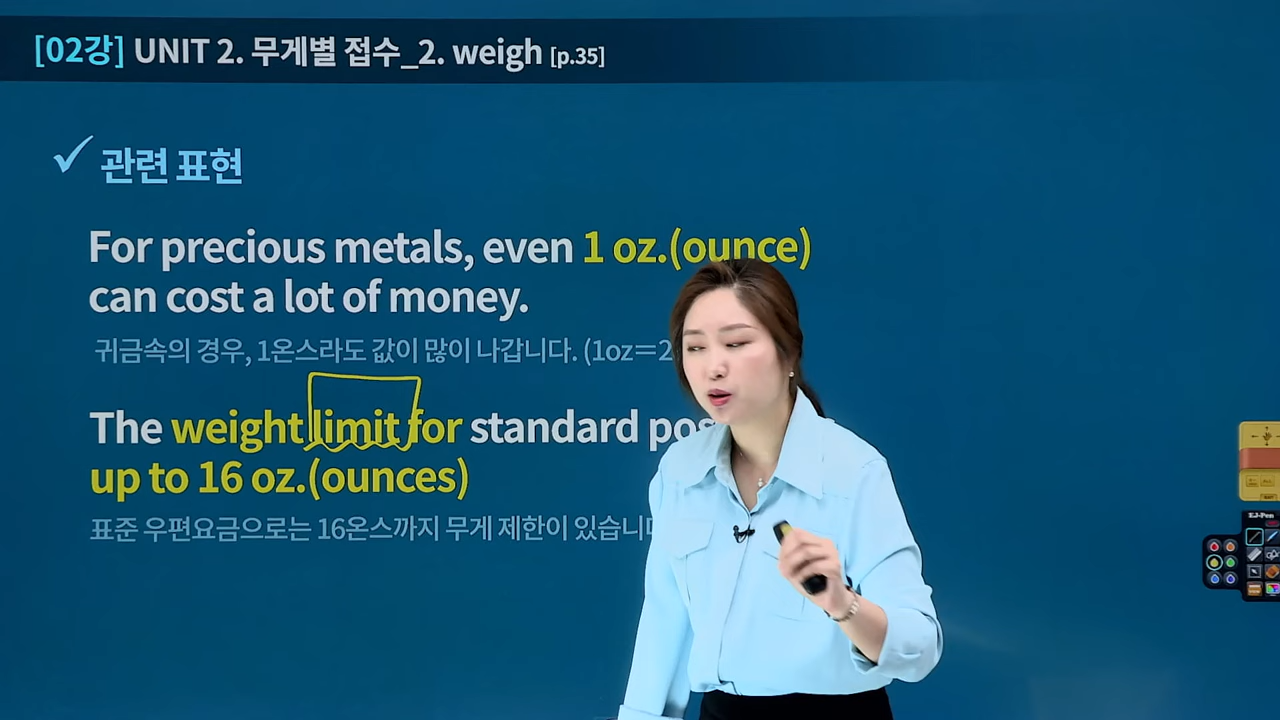 [02강] UNIT 2. 무게별 접수_2. weigh [p.35]
관련 표현
For precious metals, even 1 oz.(ounce)
can cost a lot of money.
귀금속의 경우, 1온스라도 값이 많이 나갑니다. (1oz=2
The weight limit for standard pos
up to 16 oz.(ounces)
표준 우편요금으로는 16온스까지 무게 제한이 있습니
EJ-Pen